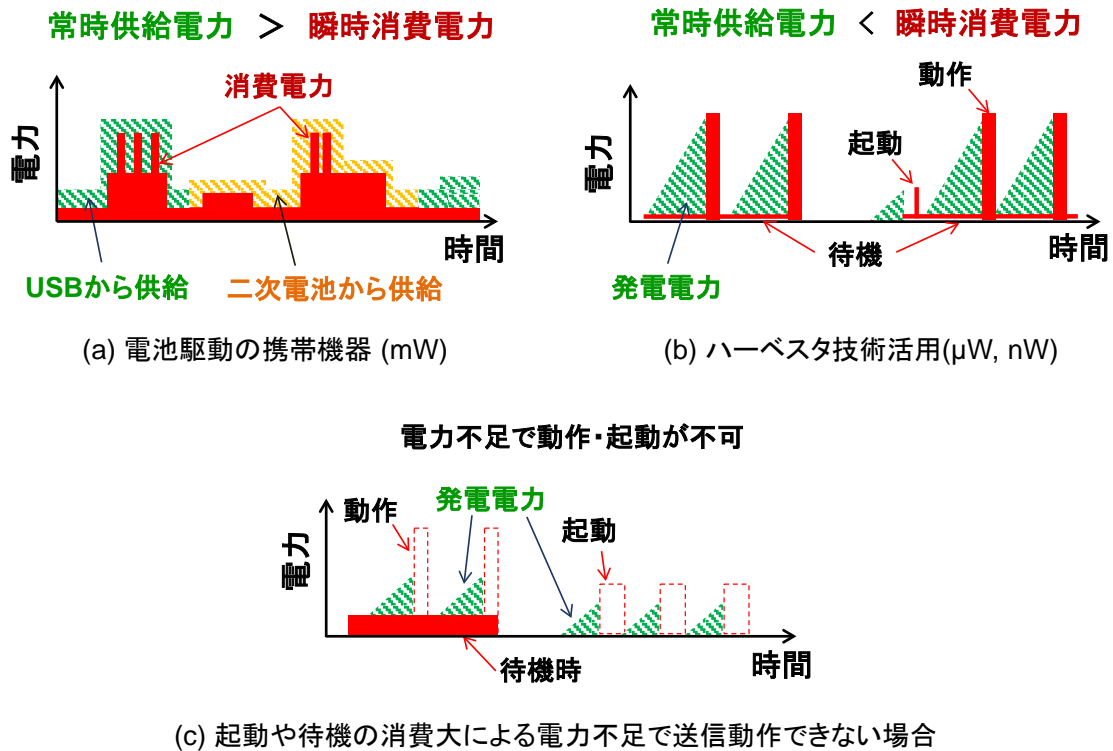 常時供給電力 > 瞬時消費電力
消費電力
電力
時間
USBから供給
二次電池から供給
(a) 電池駆動の携帯機器 (mW)
常時供給電力 < 瞬時消費電力
動作
起動
電力
待機
時間
発電電力
(b) ハーベスタ技術活用(μW, nW)
電力不足で動作・起動が不可
発電電力
動作
起動
電力
時間
待機時
(c) 起動や待機の消費大による電力不足で送信動作できない場合